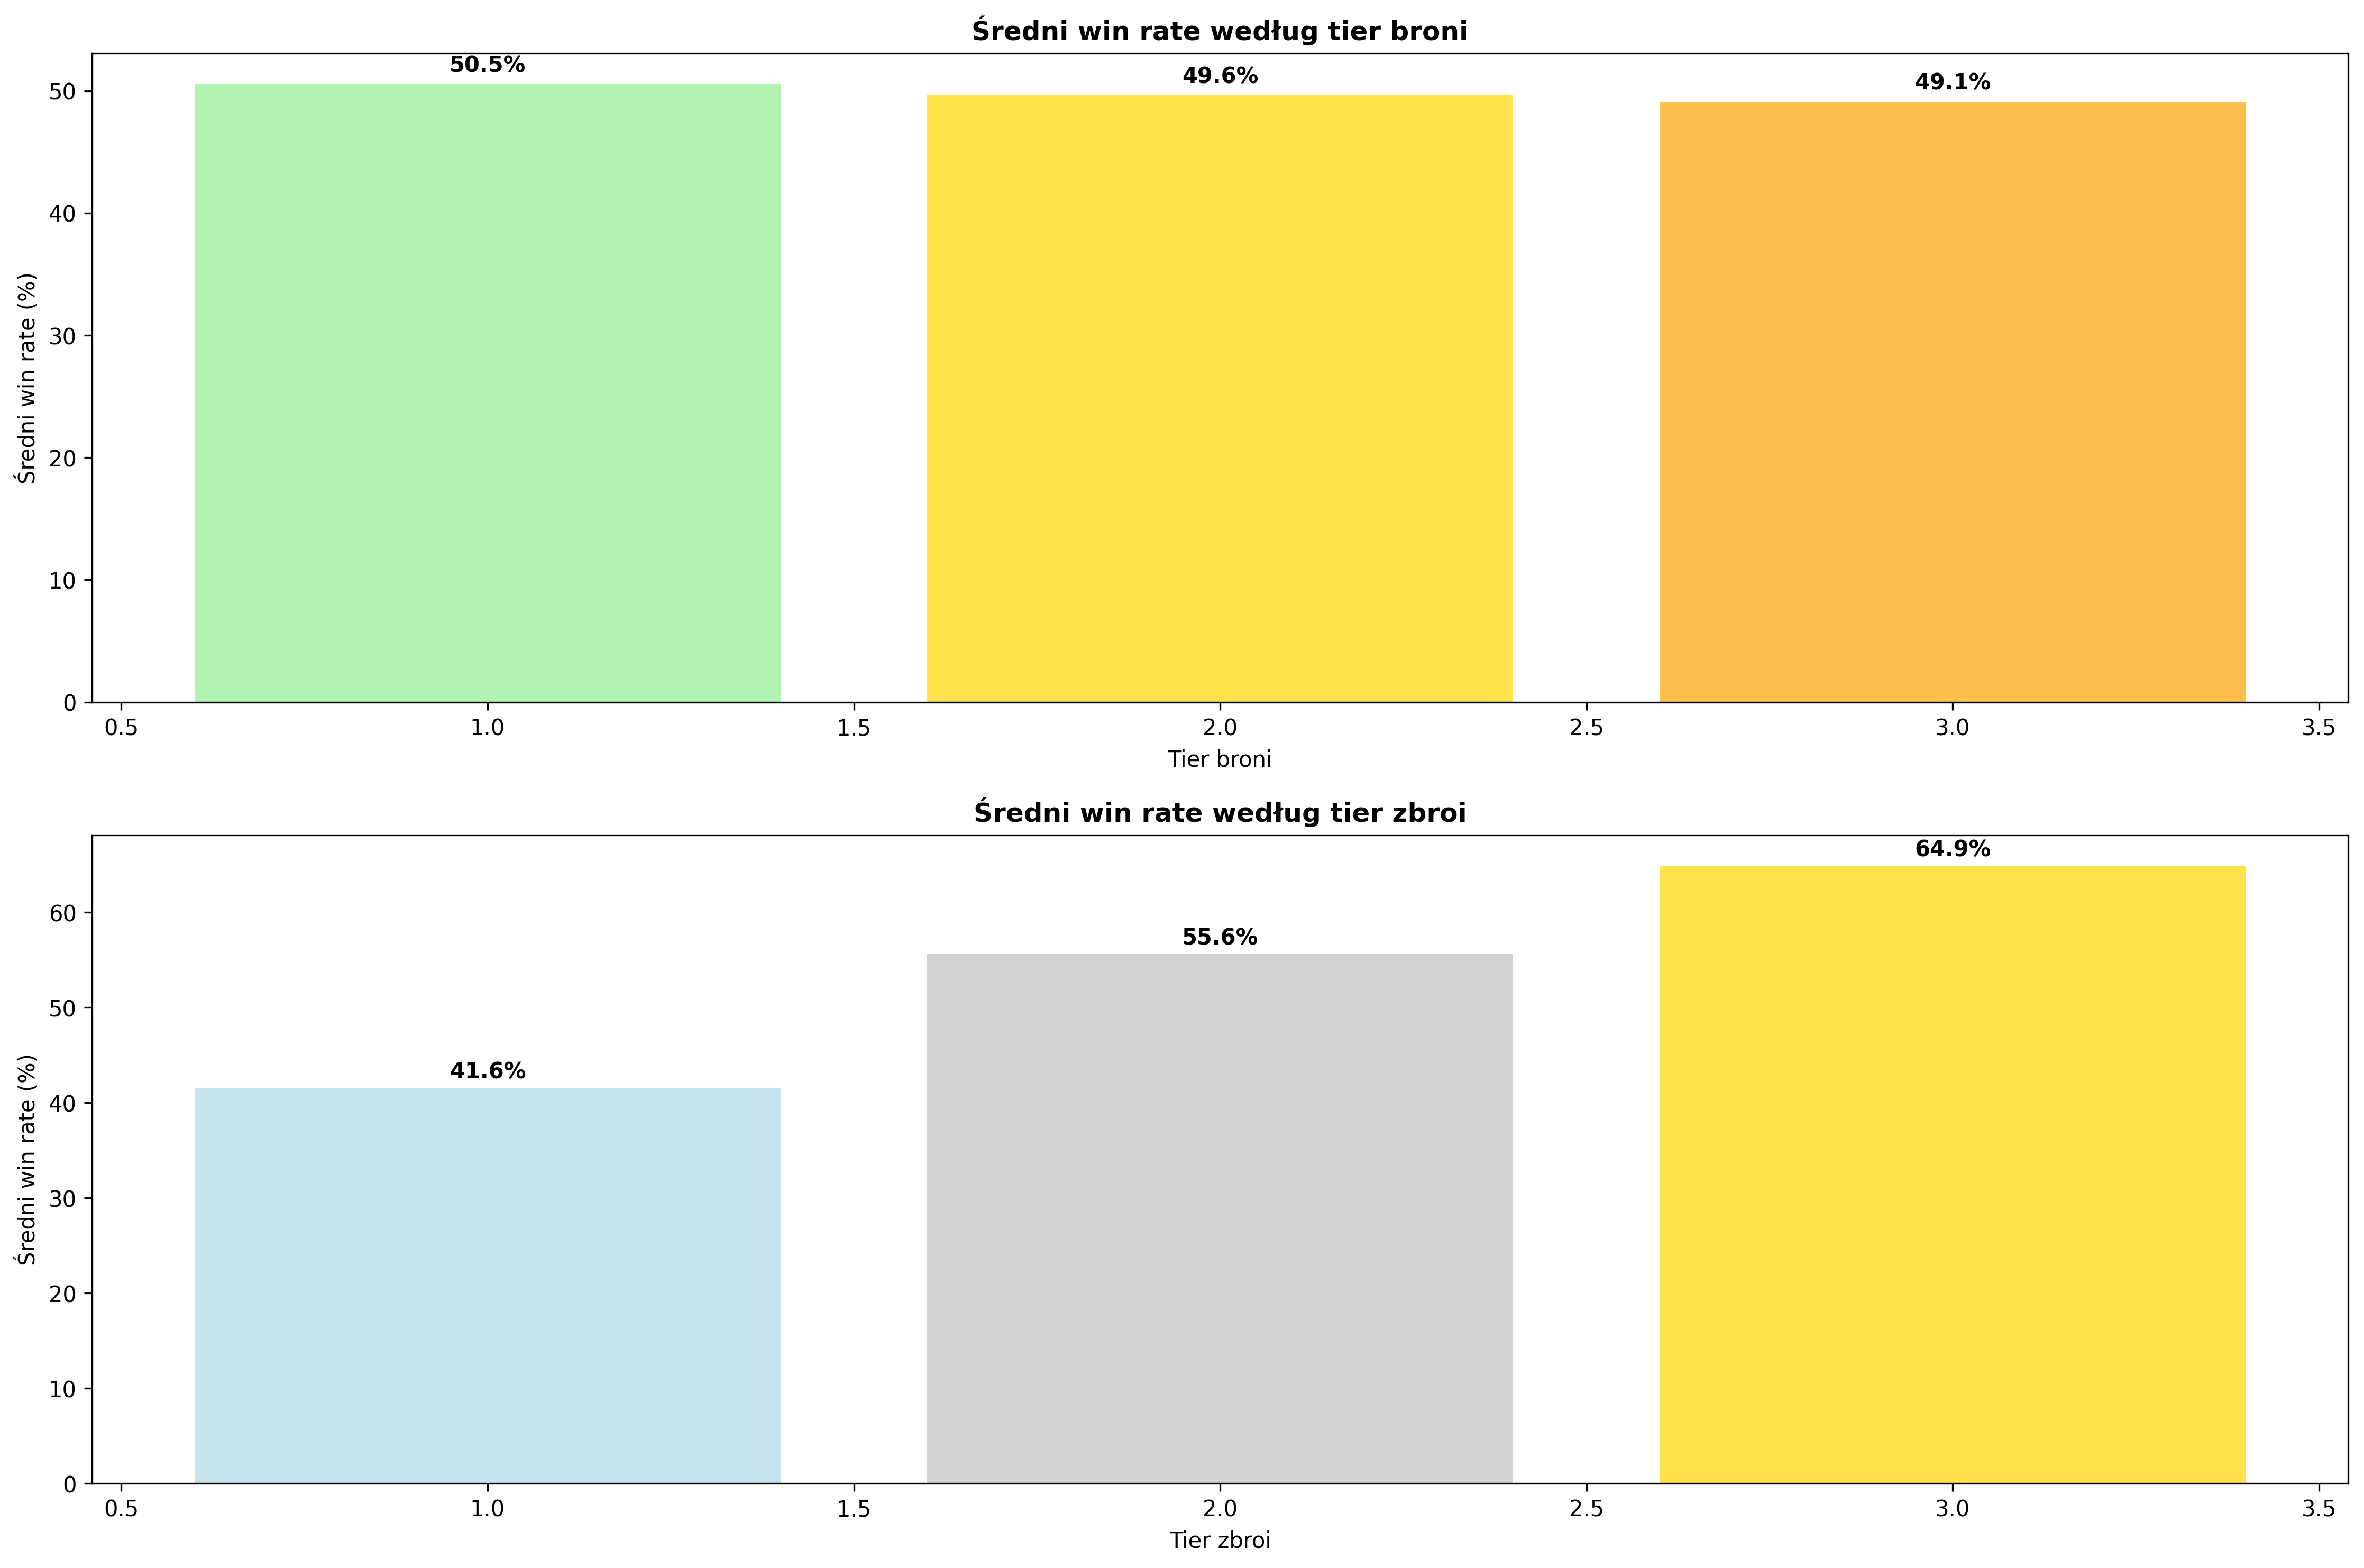 Średni win rate według tier broni
50.5%
49.6%
49.1%
Średni win rate (%)
50
40
30
20
10
0
0.5 1.0 1.5 2.0 2.5 3.0 3.5
Tier broni
Średni win rate według tier zbroi
64.9%
55.6%
41.6%
Średni win rate (%)
60
50
40
30
20
10
0
0.5 1.0 1.5 2.0 2.5 3.0 3.5
Tier zbroi